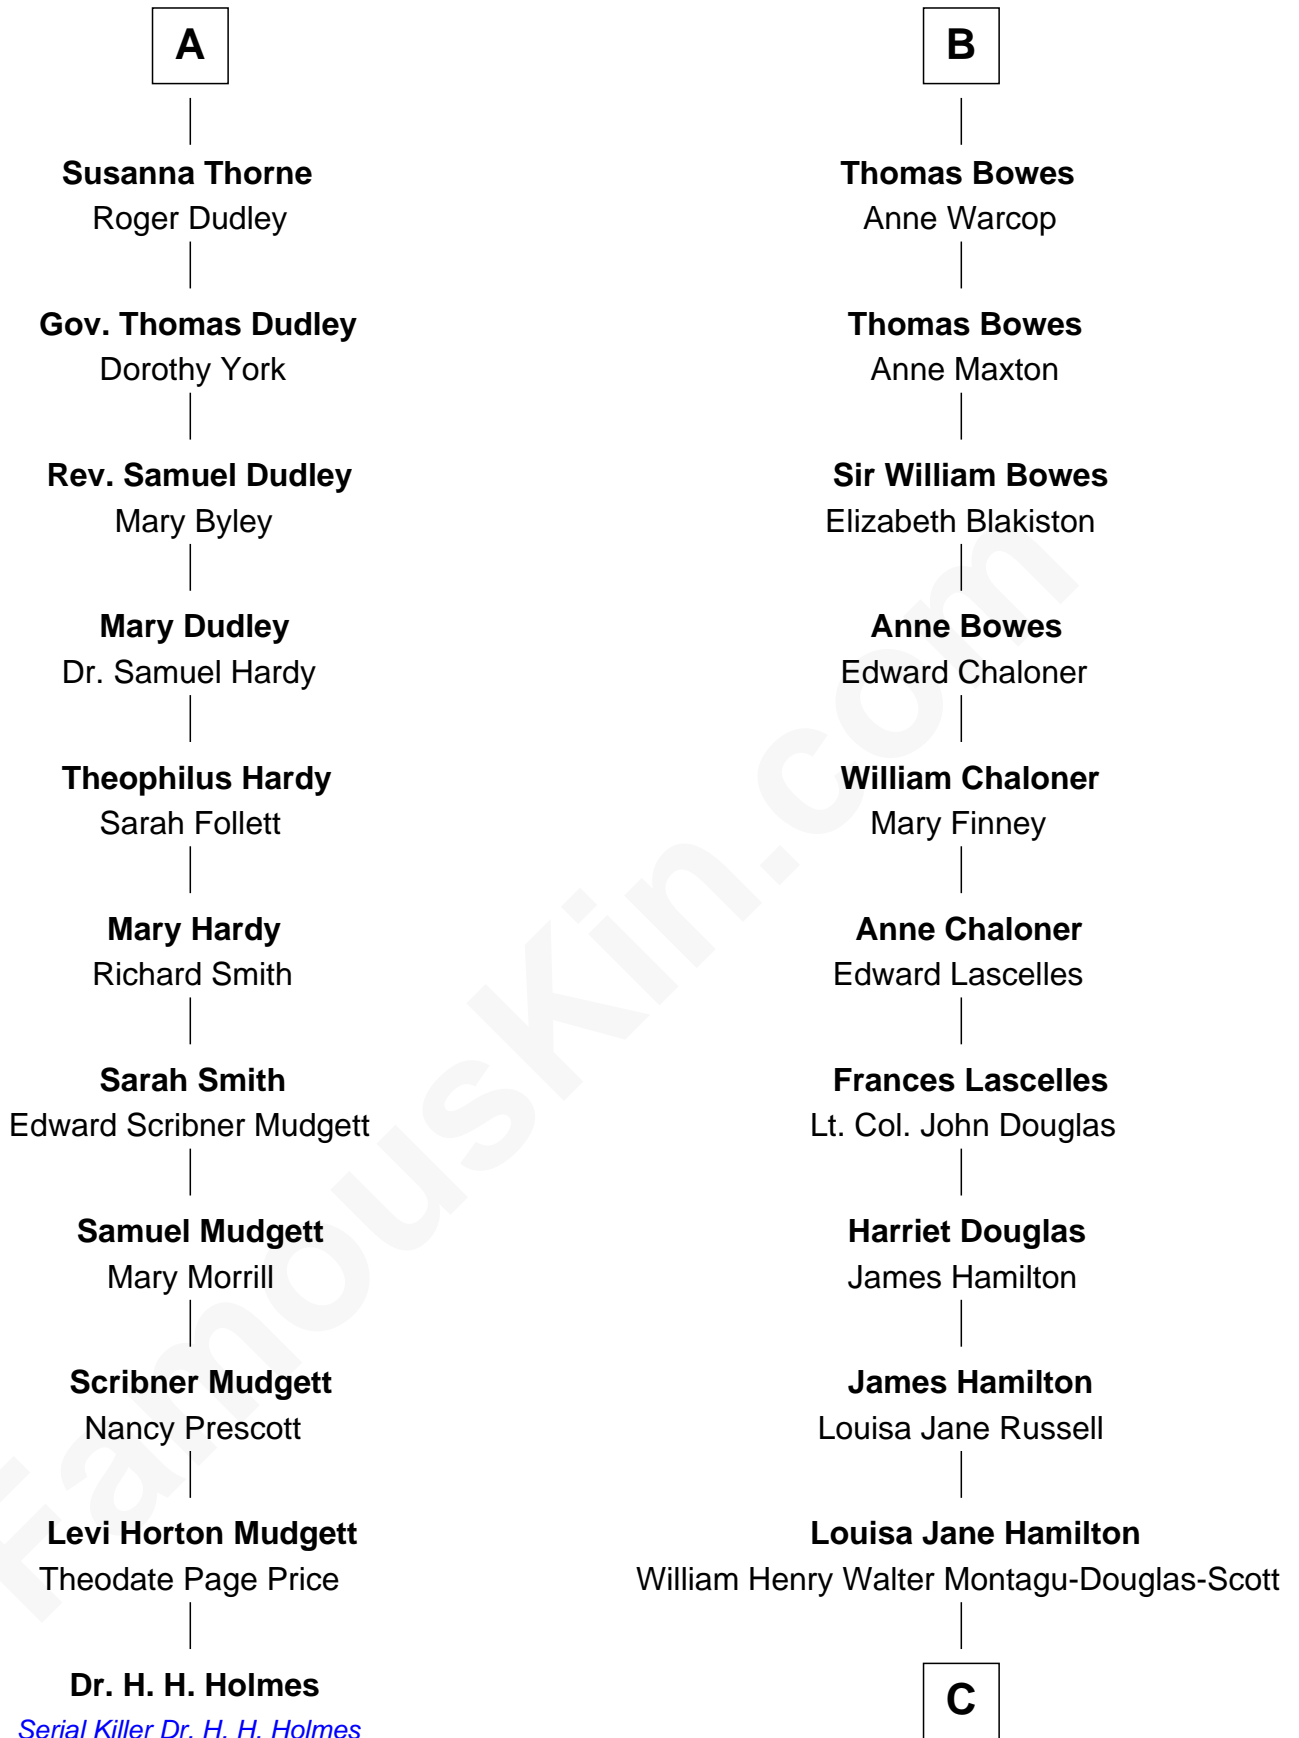 A
Susanna Thorne
Roger Dudley
Gov. Thomas Dudley
Dorothy York
Rev. Samuel Dudley
Mary Byley
Mary Dudley
Dr. Samuel Hardy
Theophilus Hardy
Sarah Follett
Mary Hardy
Richard Smith
Sarah Smith
Edward Scribner Mudgett
Samuel Mudgett
Mary Morrill
Scribner Mudgett
Nancy Prescott
Levi Horton Mudgett
Theodate Page Price
Dr. H. H. Holmes
Serial Killer Dr. H. H. Holmes
B
Thomas Bowes
Anne Warcop
Thomas Bowes
Anne Maxton
Sir William Bowes
Elizabeth Blakiston
Anne Bowes
Edward Chaloner
William Chaloner
Mary Finney
Anne Chaloner
Edward Lascelles
Frances Lascelles
Lt. Col. John Douglas
Harriet Douglas
James Hamilton
James Hamilton
Louisa Jane Russell
Louisa Jane Hamilton
William Henry Walter Montagu-Douglas-Scott
C
FamousKin.com